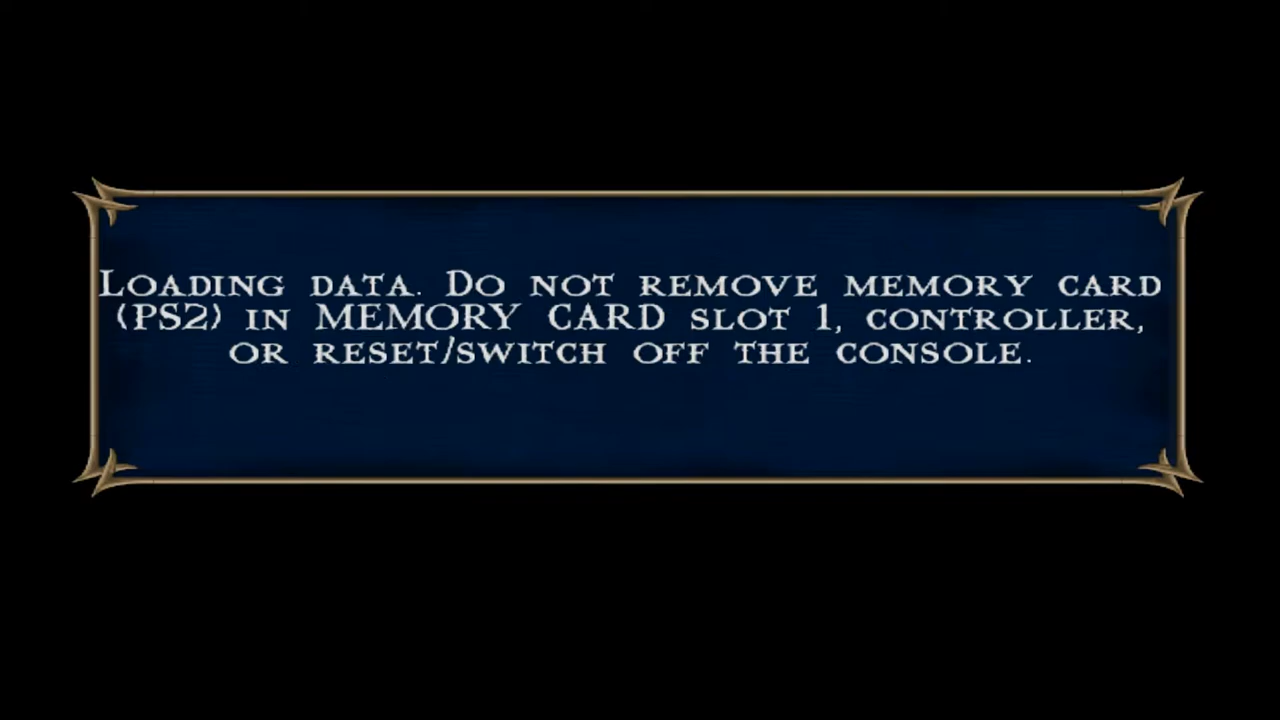 Loading data. Do not remove memory card
(PS2) in MEMORY CARD slot 1, controller,
or reset/switch off the console.